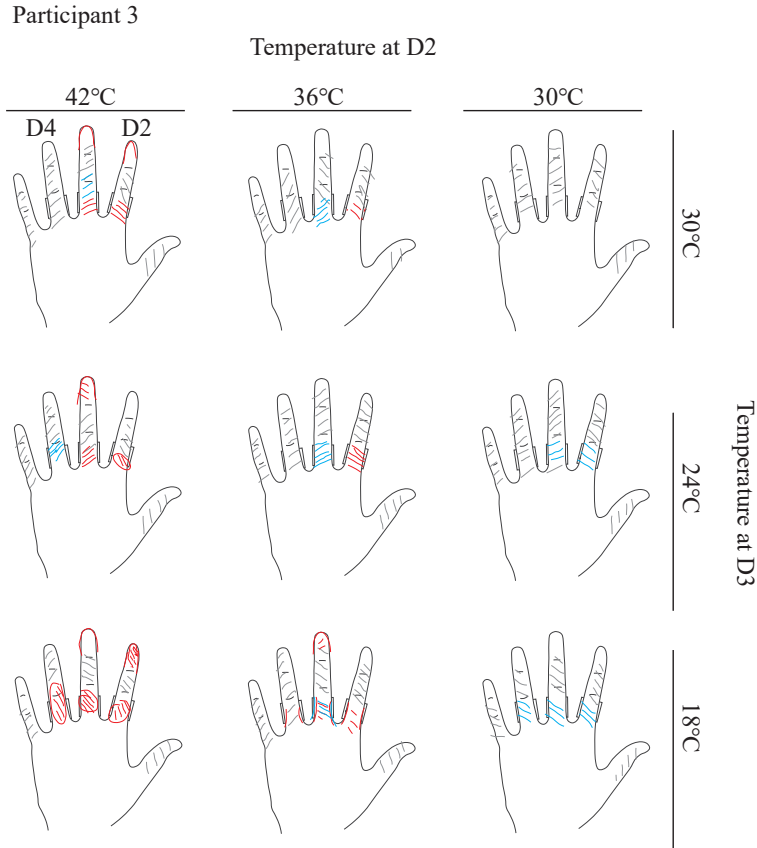 Participant 3
Temperature at D2
42°C
36°C
30°C
D4
D2
30°C
24°C
18°C
Temperature at D3